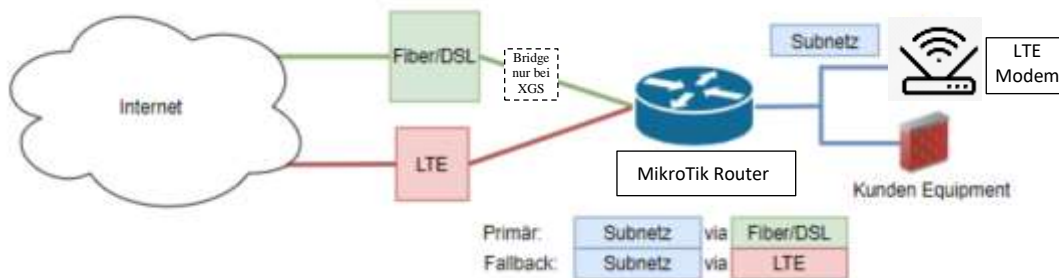 Internet
Fiber/DSL
Bridge
nur bei
XGS
LTE
MikroTik Router
Subnetz
LTE
Modem
Kunden Equipment
Primär: Subnetz via Fiber/DSL
Fallback: Subnetz via LTE